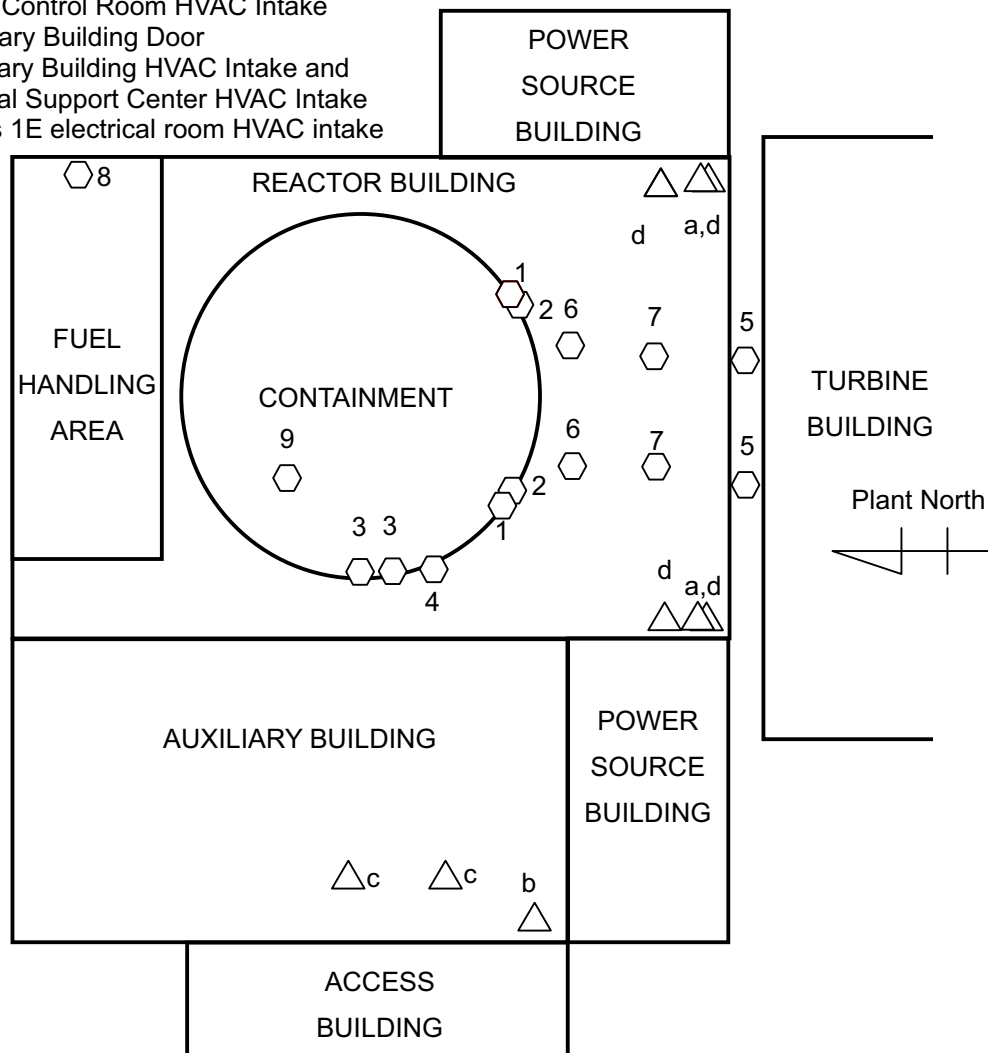 Control Room HVAC Intake
ary Building Door
ary Building HVAC Intake and
al Support Center HVAC Intake
s 1E electrical room HVAC intake
POWER
SOURCE
BUILDING
8
REACTOR BUILDING
d
a,d
1
2
6
7
5
FUEL
HANDLING
AREA
CONTAINMENT
TURBINE
BUILDING
9
6
7
5
2
1
Plant North
3
3
4
d
a,d
AUXILIARY BUILDING
POWER
SOURCE
BUILDING
c
c
b
ACCESS
BUILDING